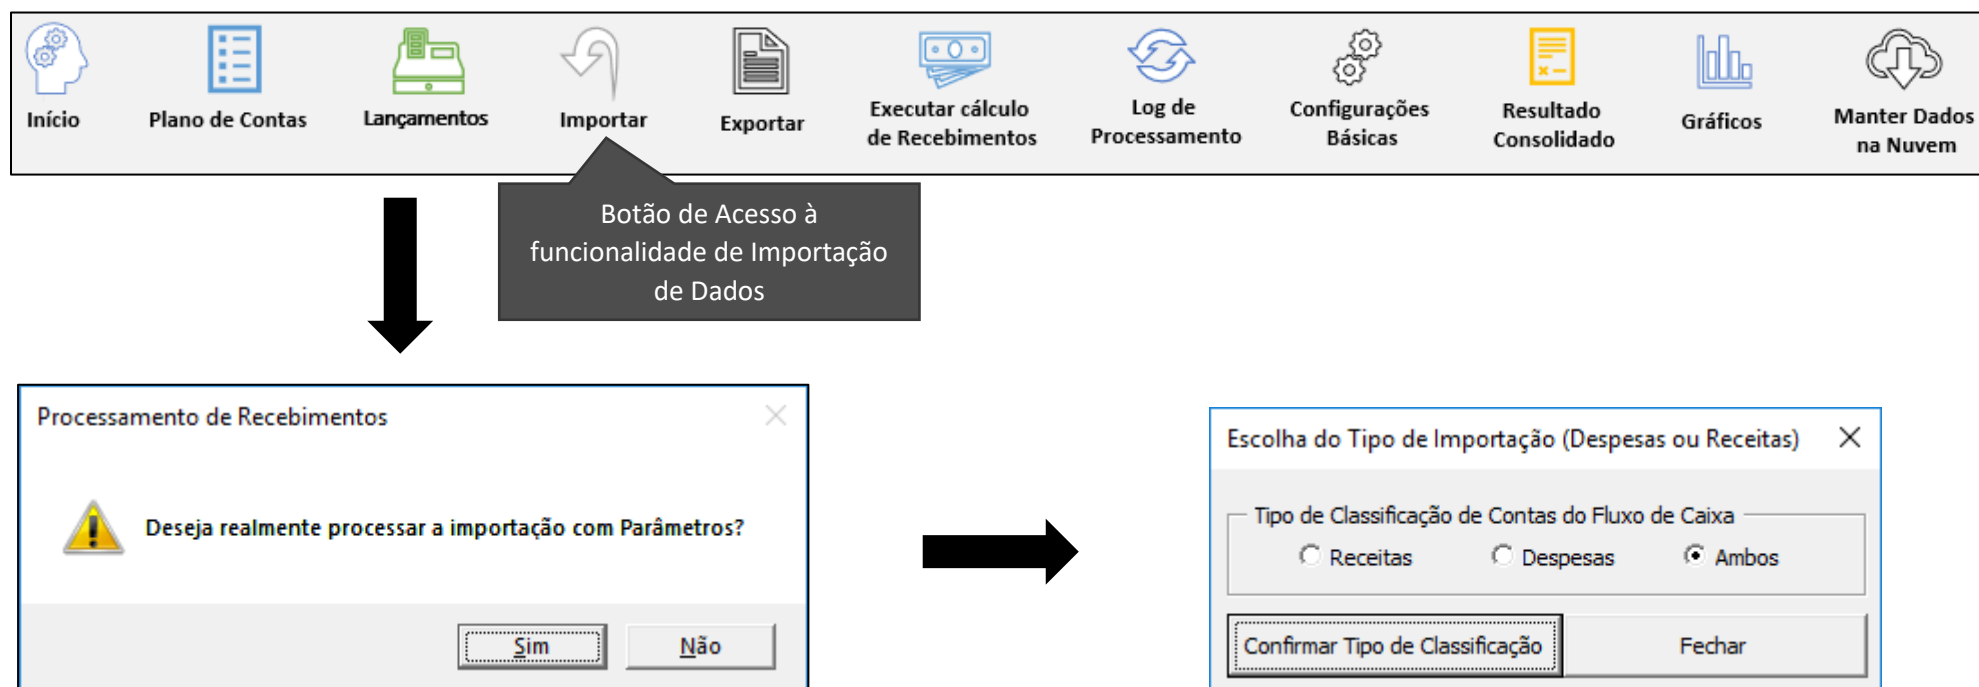 Início
Plano de Contas
Lançamentos
Importar
Exportar
Executar cálculo
de Recebimentos
Log de
Processamento
Configurações
Básicas
Resultado
Consolidado
Gráficos
Manter Dados
na Nuvem
Botão de Acesso à
funcionalidade de Importação
de Dados
Processamento de Recebimentos
Deseja realmente processar a importação com Parâmetros?
Sim
Não
Escolha do Tipo de Importação (Despesas ou Receitas)
Tipo de Classificação de Contas do Fluxo de Caixa
Receitas
Despesas
Ambos
Confirmar Tipo de Classificação
Fechar